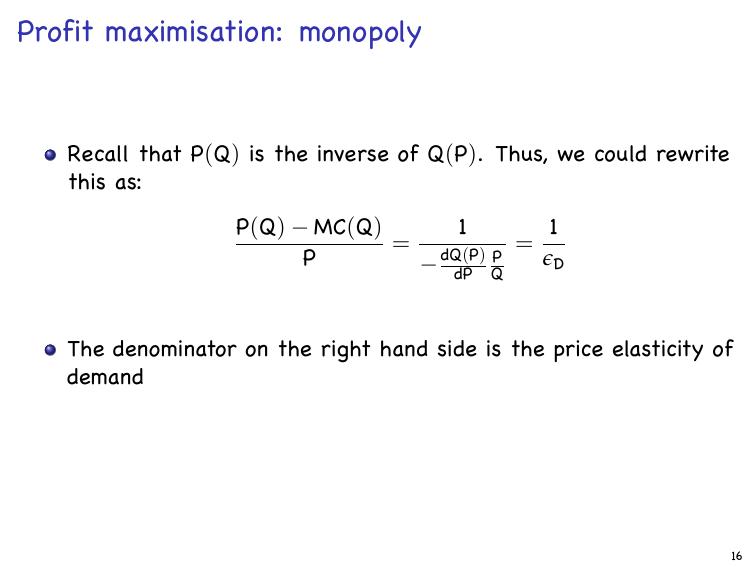 Profit maximisation: monopoly
Recall that P(Q) is the inverse of Q(P). Thus, we could rewrite
this as:
\frac{P(Q) − MC(Q)}{P} = \frac{1}{−\frac{dQ(P)}{dP}\frac{P}{Q}} = \frac{1}{ϵ_D}
The denominator on the right hand side is the price elasticity of
demand
16